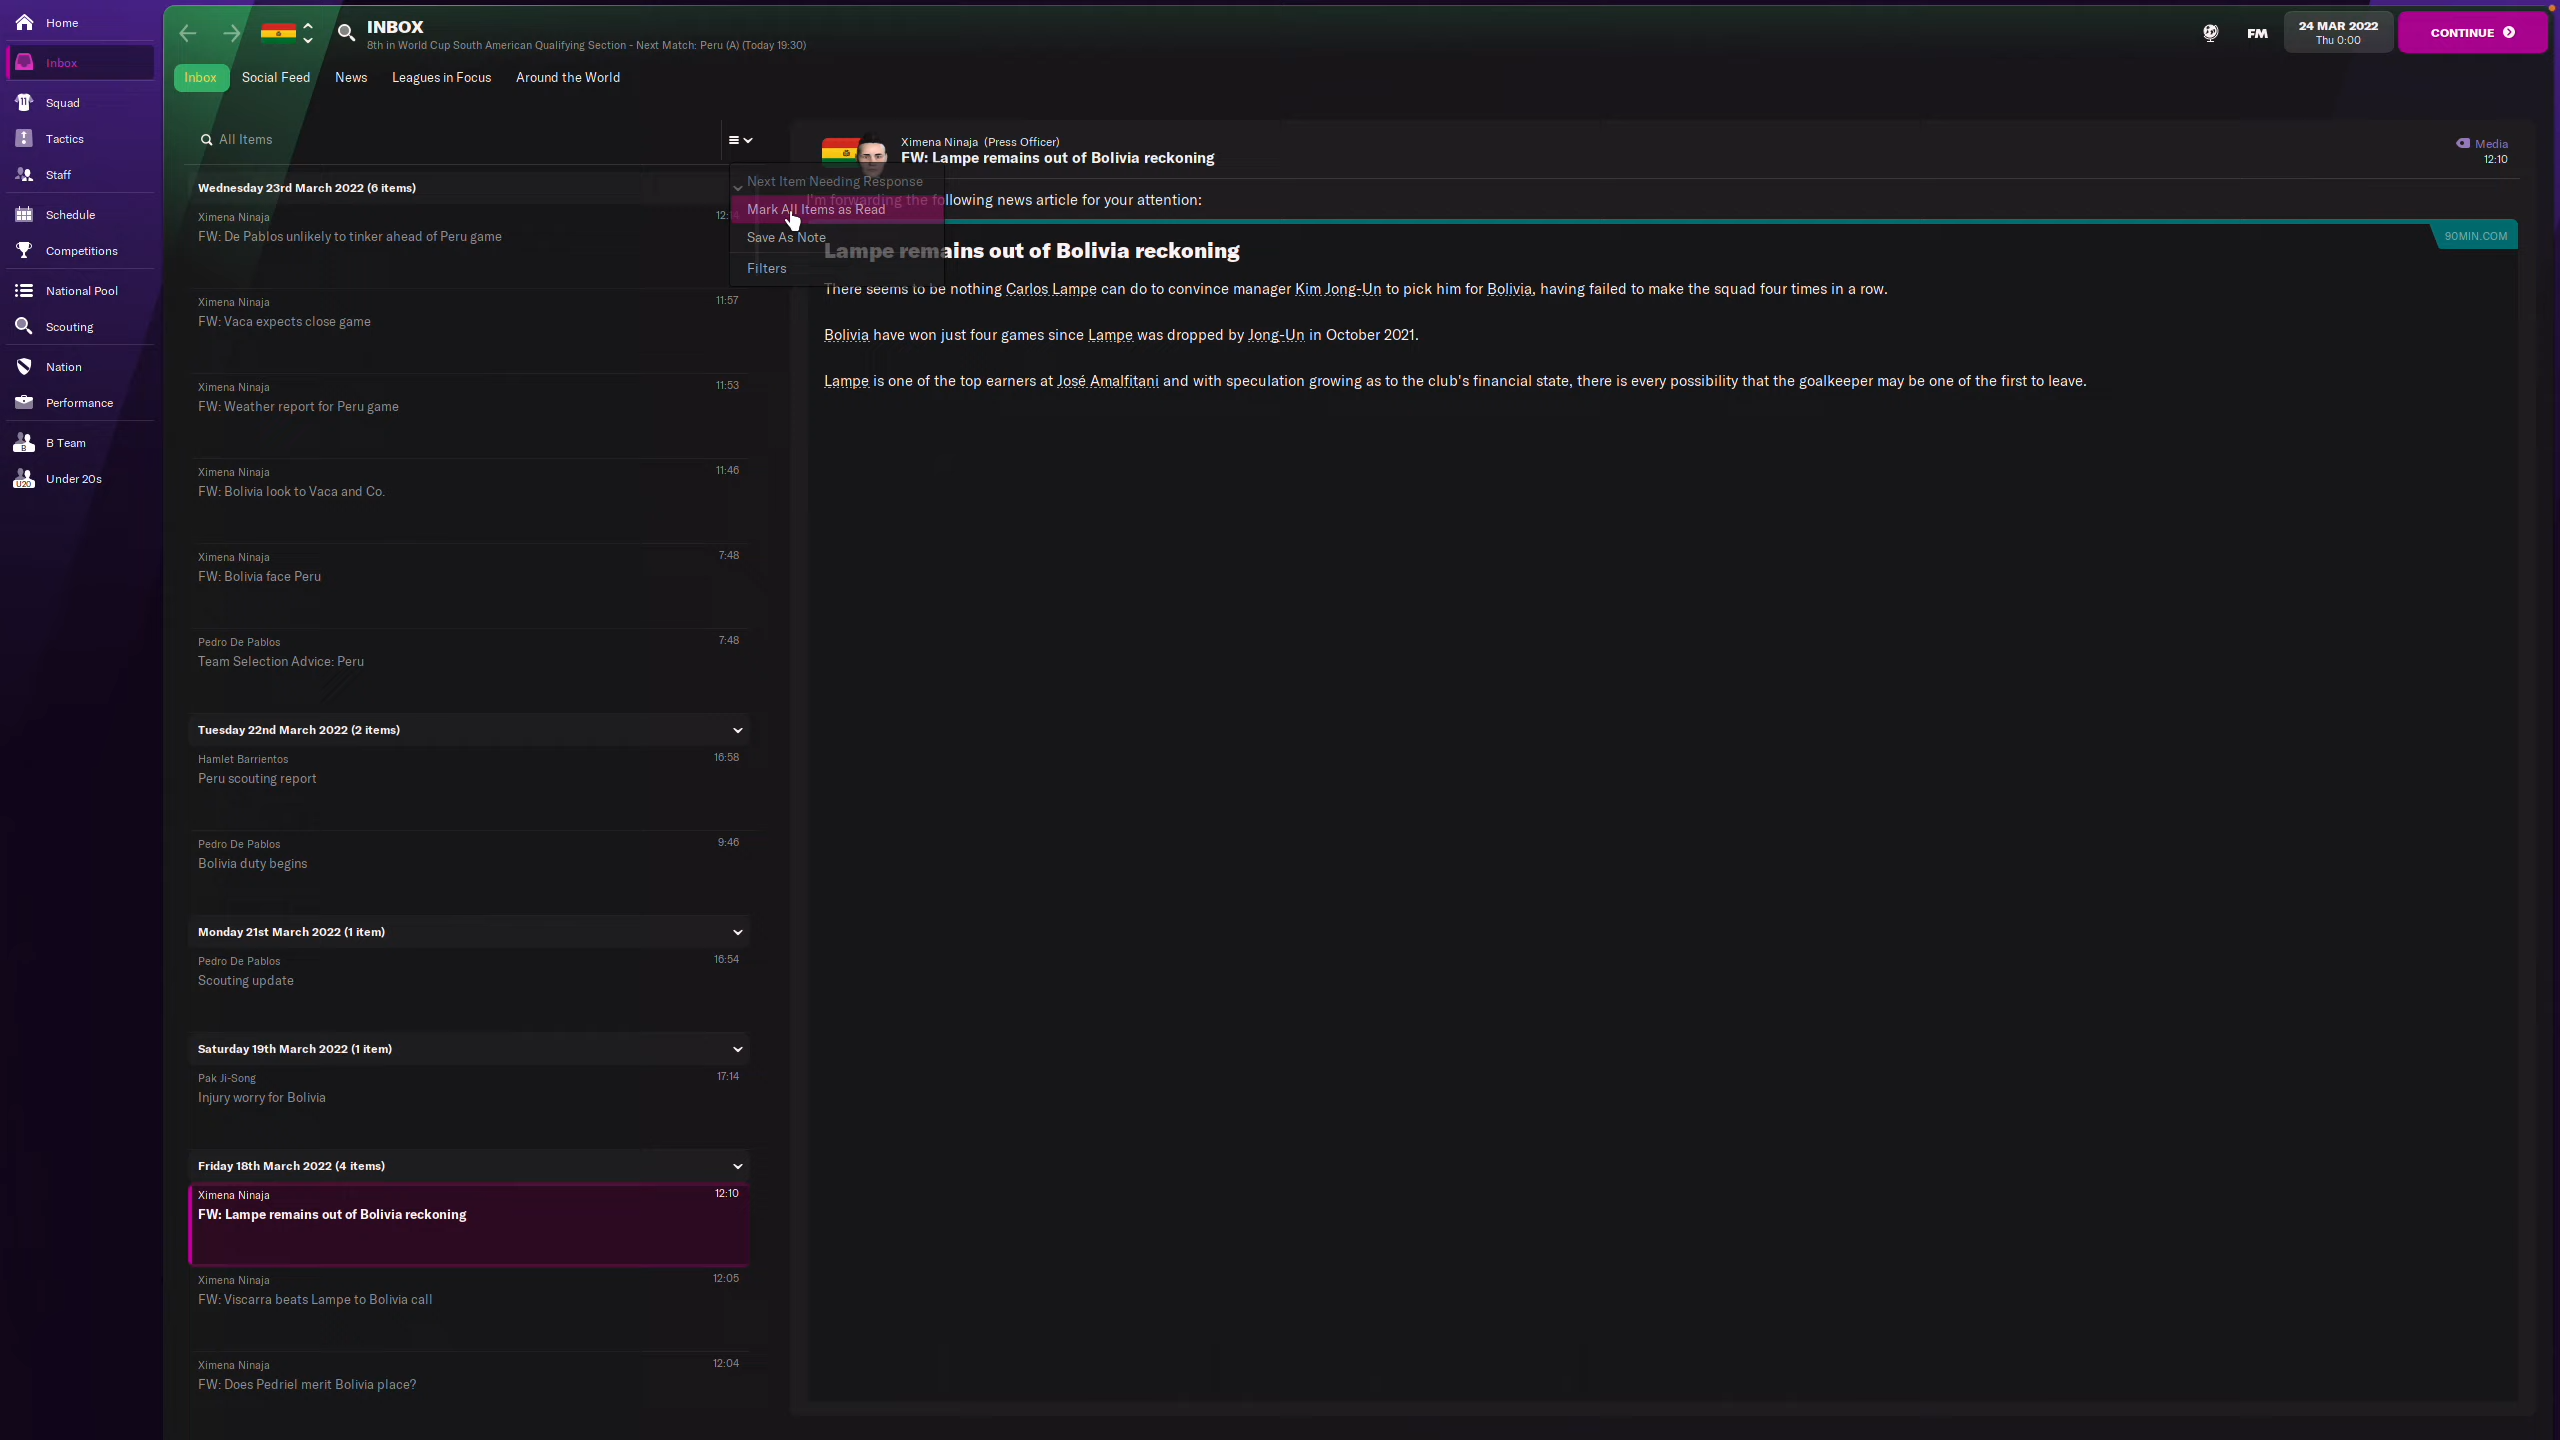 Home
Inbox
Squad
Tactics
Staff
Schedule
Competitions
National Pool
Scouting
Nation
Performance
B Team
Under 20s
INBOX
8th in World Cup South American Qualifying Section - Next Match: Peru (A) (Today 19:30)
FM
24 MAR 2022
Thu 0:00
CONTINUE
Inbox Social Feed News Leagues in Focus Around the World
All Items
Next Item Needing Response
Mark All Items as Read
Save As Note
Filters
Wednesday 23rd March 2022 (6 items)
Ximena Ninaja
FW: De Pablos unlikely to tinker ahead of Peru game
Ximena Ninaja 11:57
FW: Vaca expects close game
Ximena Ninaja 11:53
FW: Weather report for Peru game
Ximena Ninaja 11:46
FW: Bolivia look to Vaca and Co.
Ximena Ninaja 7:48
FW: Bolivia face Peru
Pedro De Pablos 7:48
Team Selection Advice: Peru
Tuesday 22nd March 2022 (2 items)
Hamlet Barrientos 16:58
Peru scouting report
Pedro De Pablos 9:46
Bolivia duty begins
Monday 21st March 2022 (1 item)
Pedro De Pablos 16:54
Scouting update
Saturday 19th March 2022 (1 item)
Pak Ji-Song 17:14
Injury worry for Bolivia
Friday 18th March 2022 (4 items)
Ximena Ninaja 12:10
FW: Lampe remains out of Bolivia reckoning
Ximena Ninaja 12:05
FW: Viscarra beats Lampe to Bolivia call
Ximena Ninaja 12:04
FW: Does Pedriel merit Bolivia place?
Ximena Ninaja (Press Officer)
FW: Lampe remains out of Bolivia reckoning
Media
12:10
I'm forwarding the following news article for your attention:
90MIN.COM
Lampe remains out of Bolivia reckoning
There seems to be nothing Carlos Lampe can do to convince manager Kim Jong-Un to pick him for Bolivia, having failed to make the squad four times in a row.
Bolivia have won just four games since Lampe was dropped by Jong-Un in October 2021.
Lampe is one of the top earners at José Amalfitani and with speculation growing as to the club's financial state, there is every possibility that the goalkeeper may be one of the first to leave.